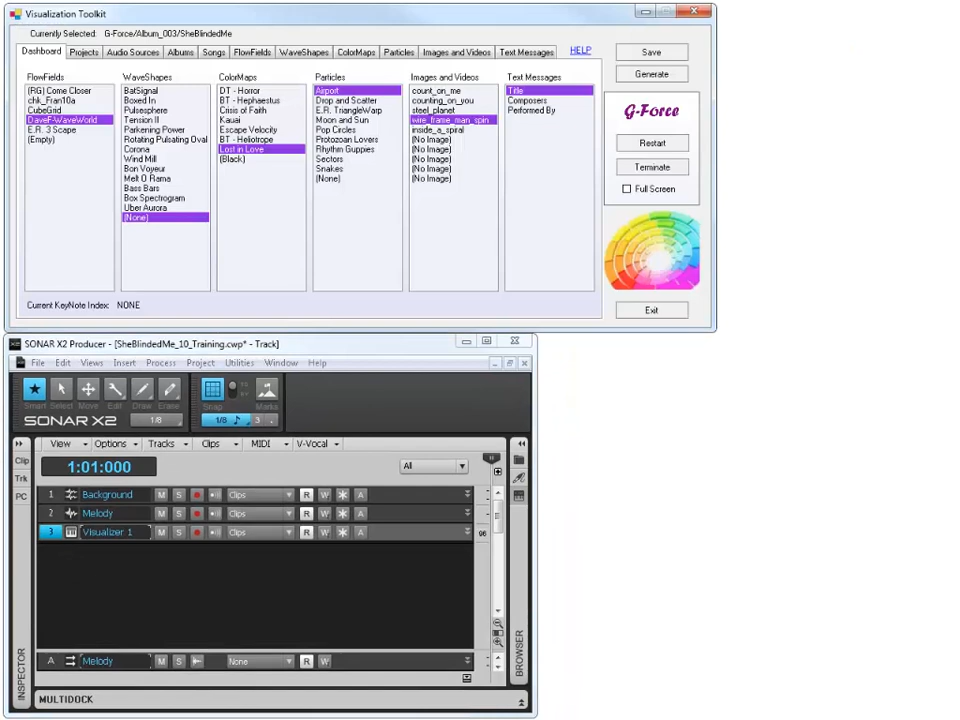 Visualization Toolkit
Currently Selected: G-Force/Album_003/SheBlindedMe
Dashboard Projects Audio Sources Albums Songs FlowFields WaveShapes ColorMaps Particles Images and Videos Text Messages HELP
Save
Generate
FlowFields
(RG) Come Closer
chk_Fran10a
CubeGrid
DaveF-WaveWorld
E.R. 3 Scape
(Empty)
WaveShapes
BatSignal
Boxed In
Pulsesphere
Tension II
Parkening Power
Rotating Pulsating Oval
Corona
Wind Mill
Bon Voyeur
Melt O Rama
Bass Bars
Box Spectrogram
Uber Aurora
(None)
ColorMaps
DT - Horror
BT - Hephaestus
Crisis of Faith
Kauai
Escape Velocity
BT - Heliotrope
Lost in Love
(Black)
Particles
Airport
Drop and Scatter
E.R. TriangleWarp
Moon and Sun
Pop Circles
Protozoan Lovers
Rhythm Guppies
Sectors
Snakes
(None)
Images and Videos
count_on_me
counting_on_you
steel_planet
wire_frame_man_spin
inside_a_spiral
(No Image)
(No Image)
(No Image)
(No Image)
(No Image)
Text Messages
Title
Composers
Performed By
G-Force
Restart
Terminate
Full Screen
Exit
Current KeyNote Index: NONE
SONAR X2 Producer - [SheBlindedMe_10_Training.cwp* - Track]
File Edit Views Insert Process Project Utilities Window Help
Smart Select Move Edit Draw Erase Snap Marks
SONAR X2 1/8 1/8 3
View Options Tracks Clips MIDI V-Vocal
Clip
Trk
PC
1:01:000 All
1 Background M S Clips R A
2 Melody M S Clips R A
3 Visualizer 1 M S Clips R A 96
A Melody M S None R W
INSPECTOR
BROWSER
MULTIDOCK